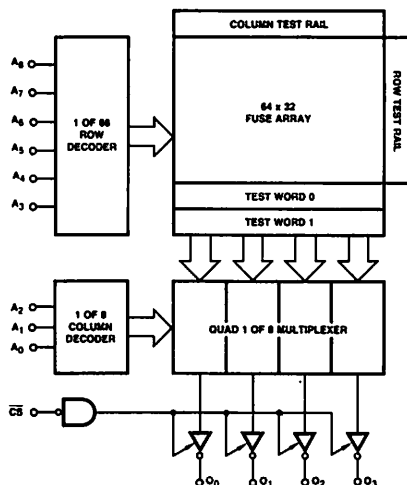 COLUMN TEST RAIL
64 x 32
FUSE ARRAY
ROW TEST RAIL
TEST WORD 0
TEST WORD 1
A8
A7
A6
A5
A4
A3
1 OF 66
ROW
DECODER
A2
A1
A0
1 OF 8
COLUMN
DECODER
QUAD 1 OF 8 MULTIPLEXER
CS
O0
O1
O2
O3